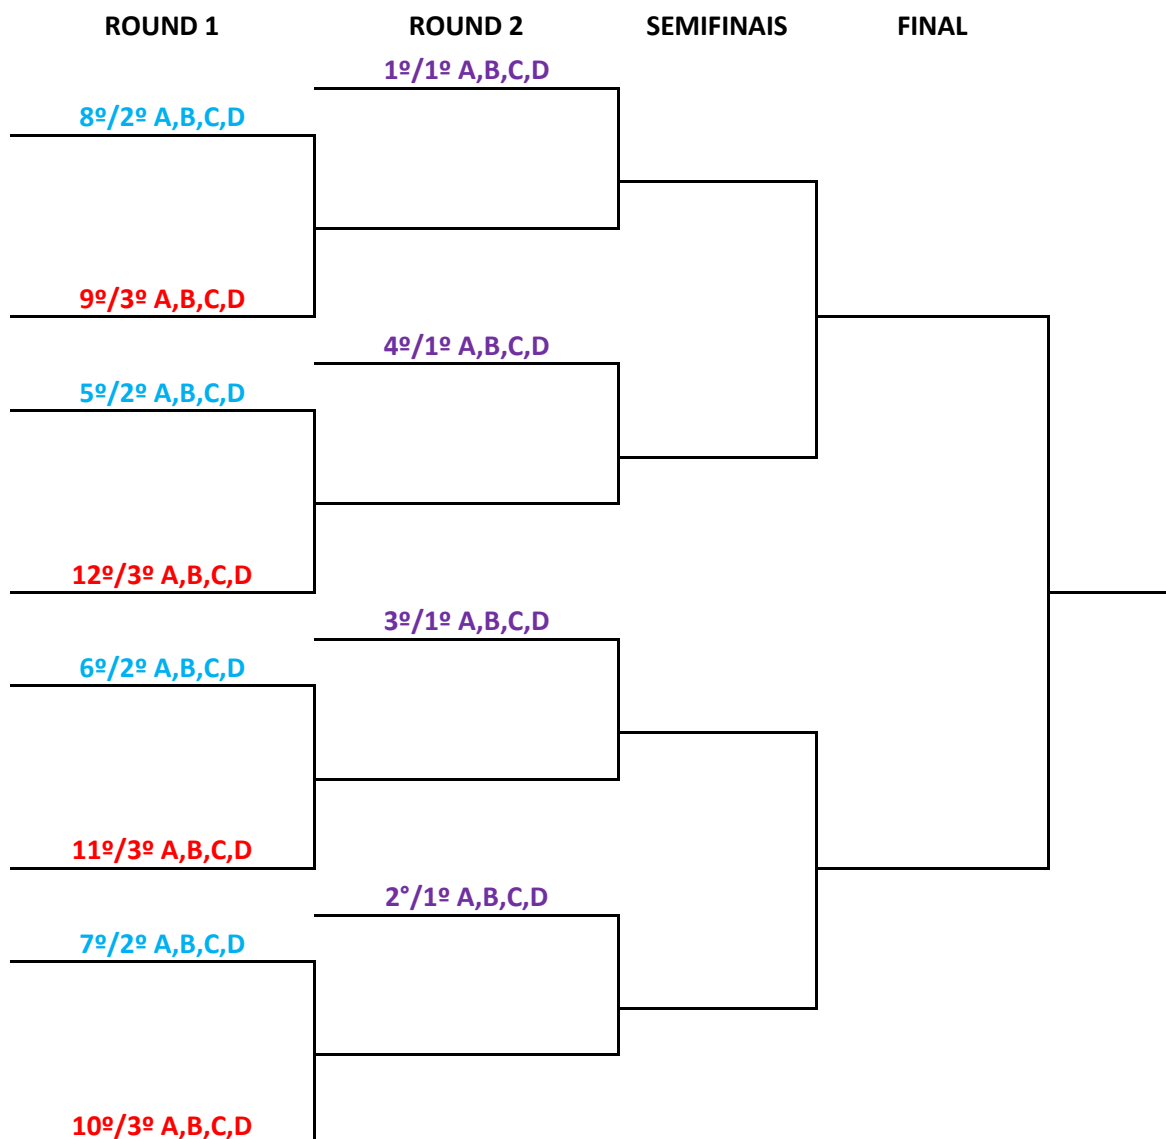 ROUND 1 ROUND 2 SEMIFINAIS FINAL
1º/1º A,B,C,D
8º/2º A,B,C,D
9º/3º A,B,C,D
4º/1º A,B,C,D
5º/2º A,B,C,D
12º/3º A,B,C,D
3º/1º A,B,C,D
6º/2º A,B,C,D
11º/3º A,B,C,D
2°/1º A,B,C,D
7º/2º A,B,C,D
10º/3º A,B,C,D